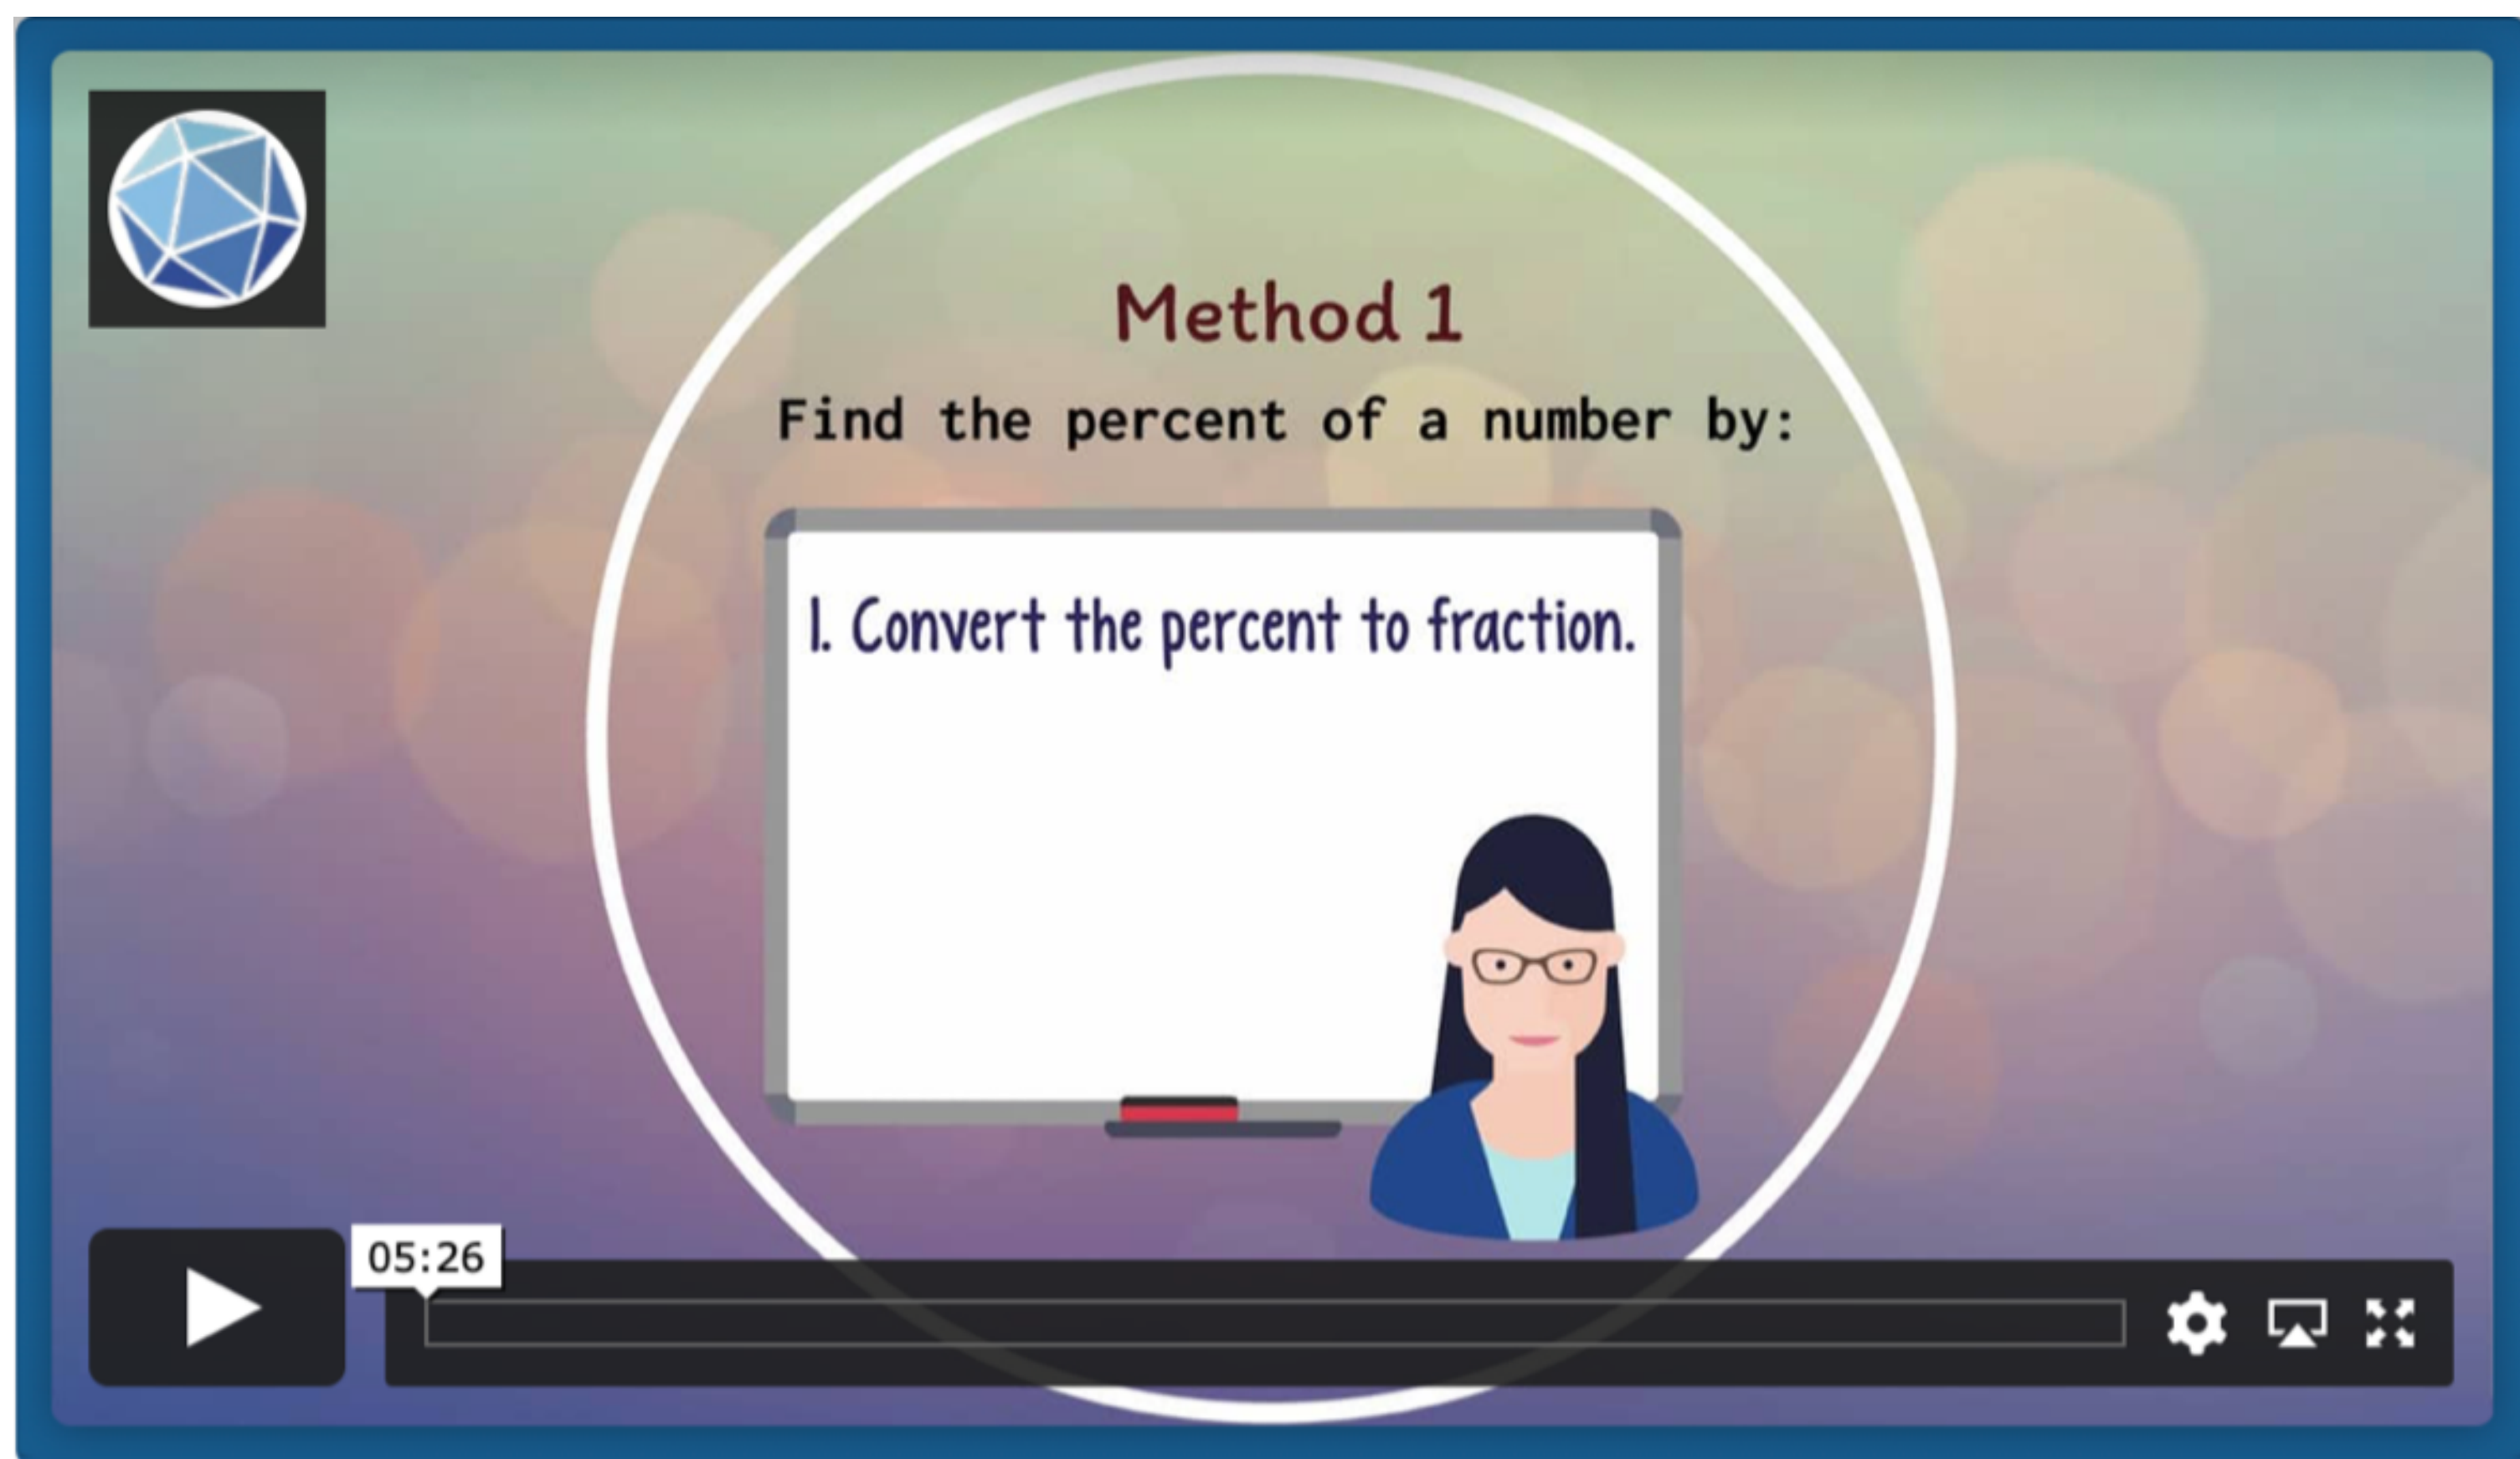 Method 1
Find the percent of a number by:
1. Convert the percent to fraction.
05:26